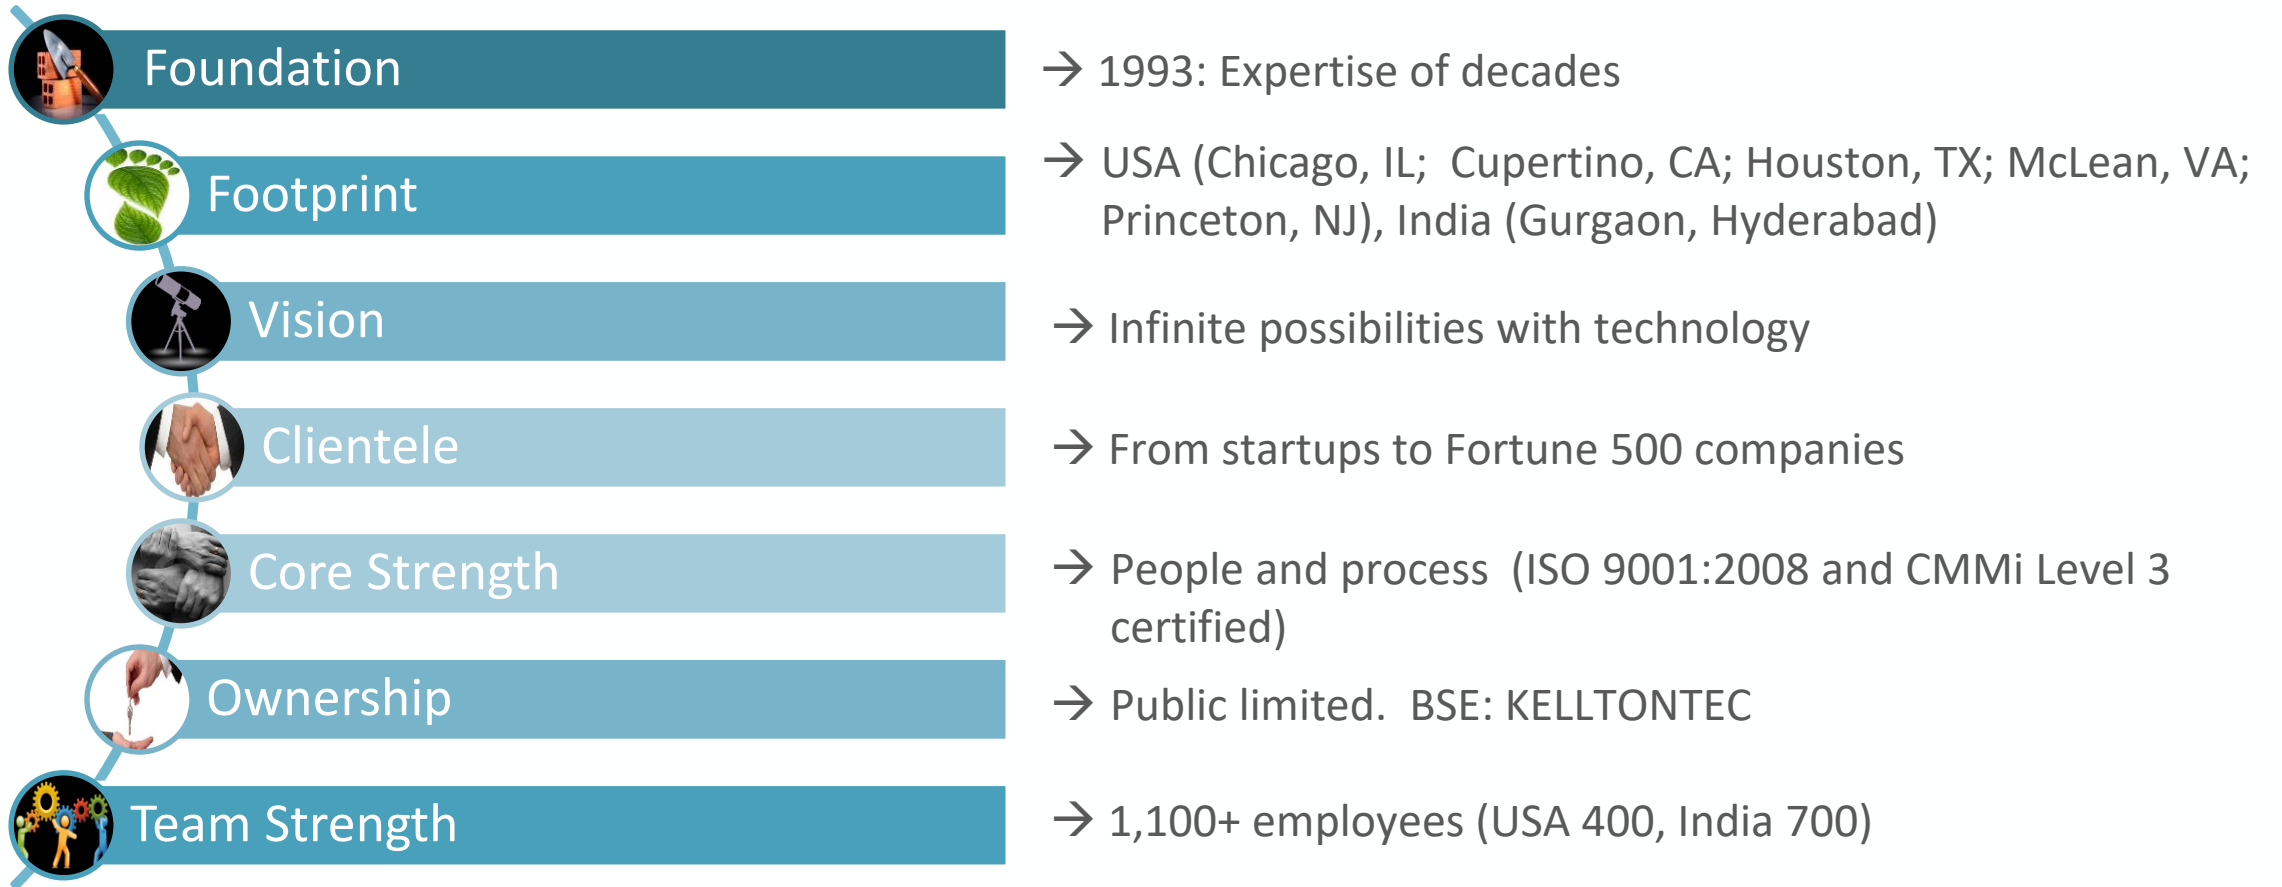 Foundation
→ 1993: Expertise of decades
Footprint
→ USA (Chicago, IL;  Cupertino, CA; Houston, TX; McLean, VA;
Princeton, NJ), India (Gurgaon, Hyderabad)
Vision
→ Infinite possibilities with technology
Clientele
→ From startups to Fortune 500 companies
Core Strength
→ People and process  (ISO 9001:2008 and CMMi Level 3
certified)
Ownership
→ Public limited.  BSE: KELLTONTEC
Team Strength
→ 1,100+ employees (USA 400, India 700)